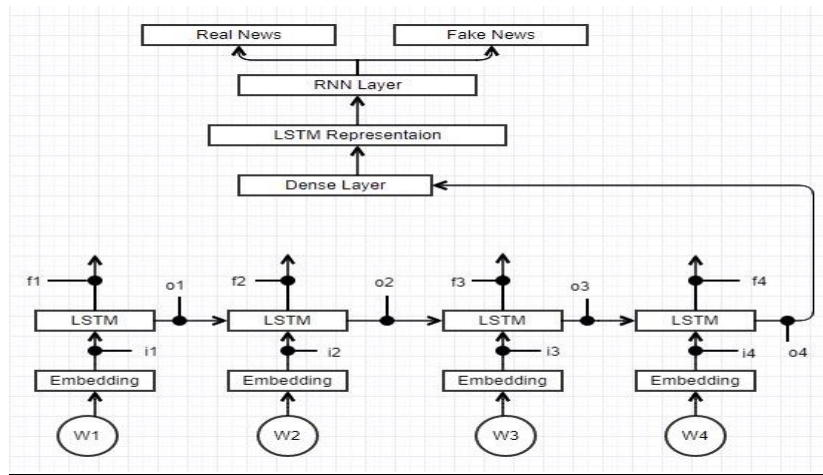 Real News
Fake News
RNN Layer
LSTM Representaion
Dense Layer
f1
o1
f2
o2
f3
o3
f4
LSTM
LSTM
LSTM
LSTM
i1
i2
i3
i4
o4
Embedding
Embedding
Embedding
Embedding
W1
W2
W3
W4